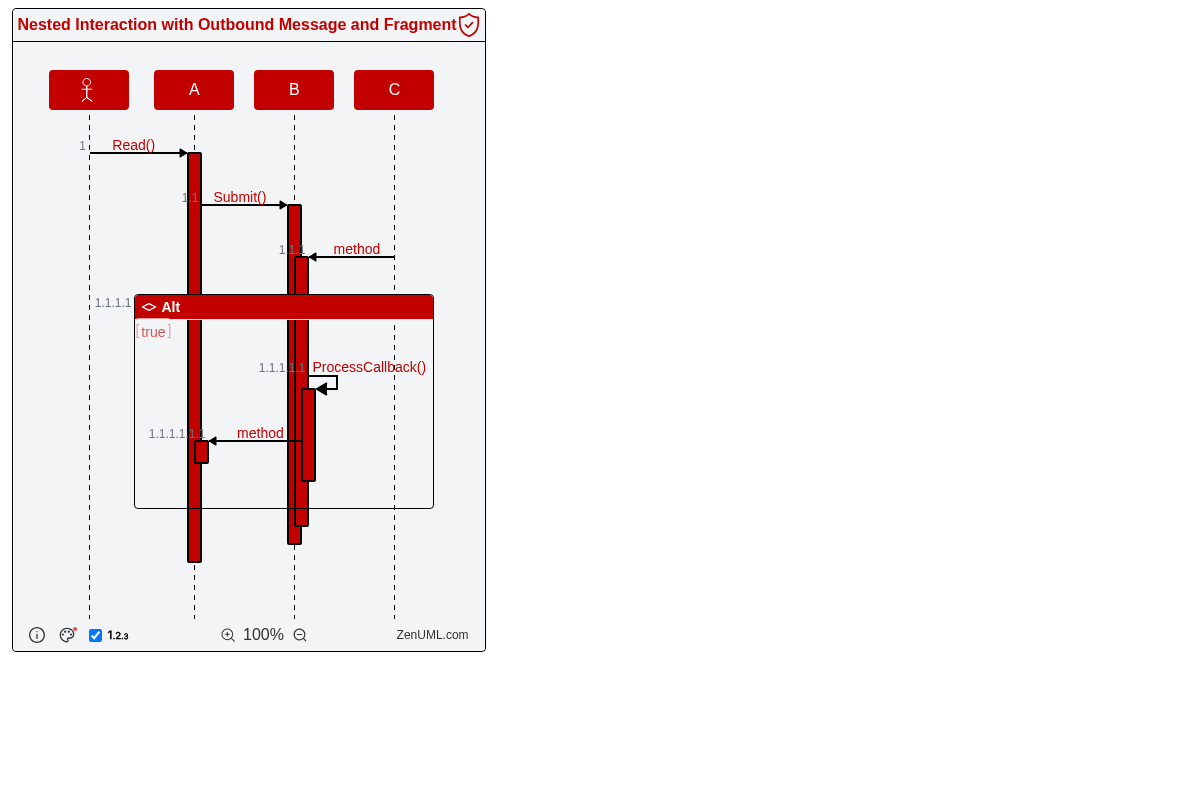 Nested Interaction with Outbound Message and Fragment
A B C
1 Read()
1.1 Submit()
1.1.1 method
1.1.1.1 Alt
[true]
1.1.1.1.1 ProcessCallback()
1.1.1.1.1.1 method
1.2.3 100% ZenUML.com